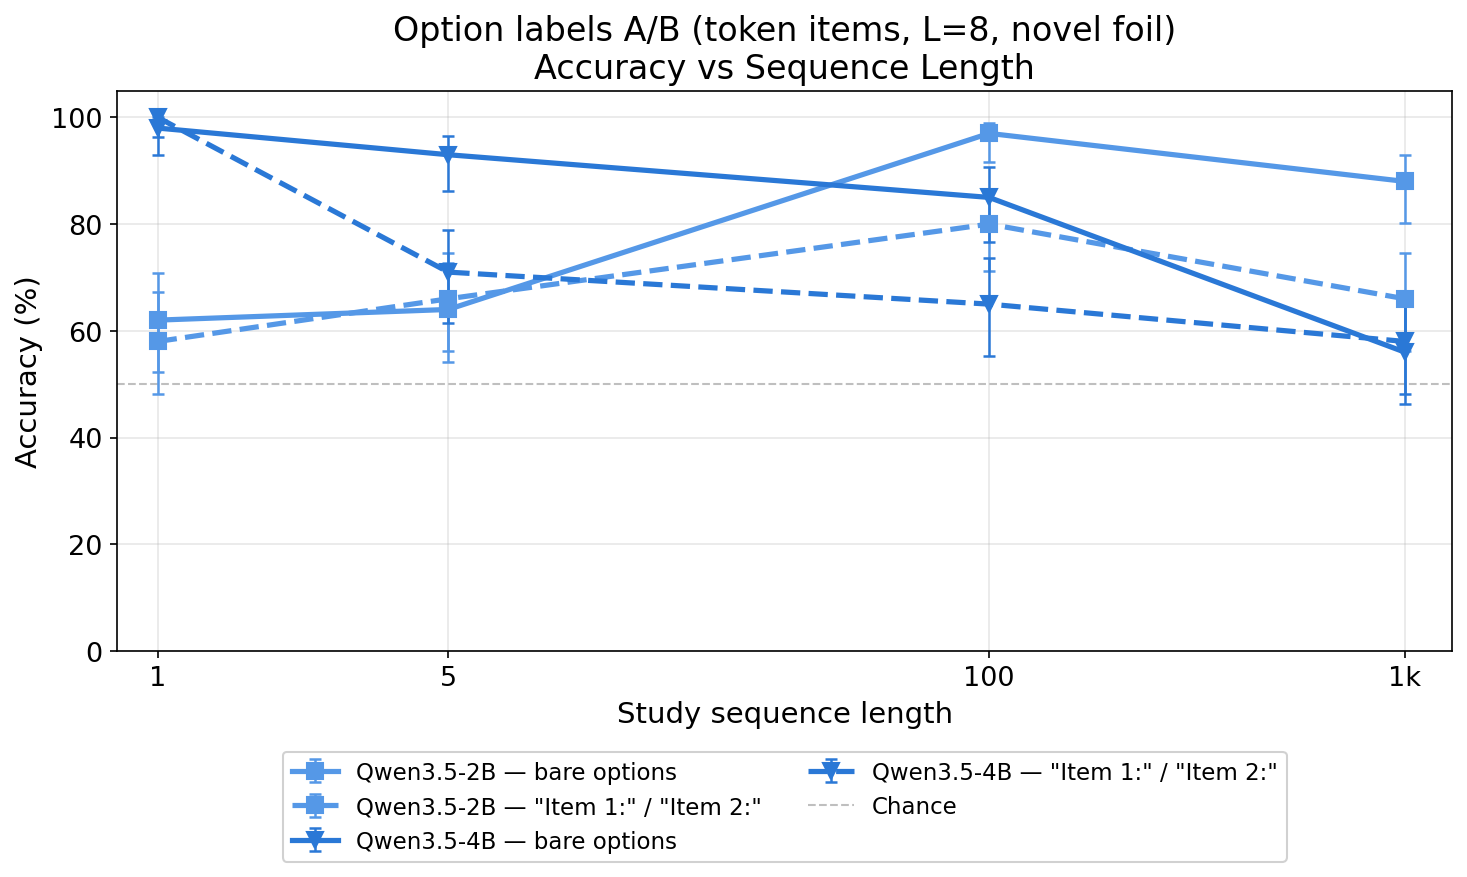 Option labels A/B (token items, L=8, novel foil)
Accuracy vs Sequence Length
Accuracy (%)
100
80
60
40
20
0
1
5
100
1k
Study sequence length
Qwen3.5-2B — bare options
Qwen3.5-2B — "Item 1:" / "Item 2:"
Qwen3.5-4B — bare options
Qwen3.5-4B — "Item 1:" / "Item 2:"
Chance